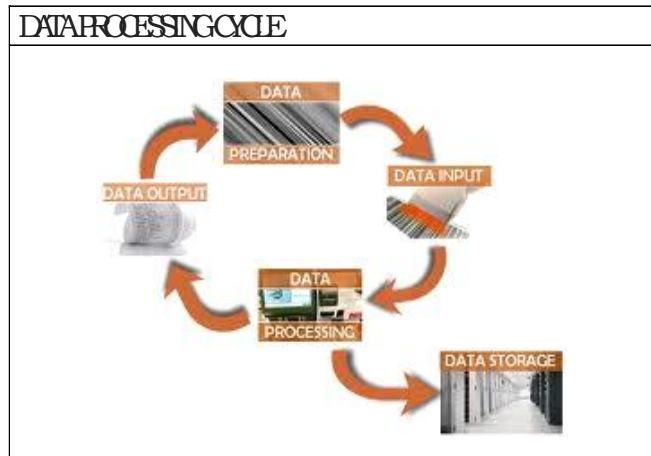 DATA PROCESSING CYCLE
DATA
PREPARATION
DATA INPUT
DATA OUTPUT
DATA
PROCESSING
DATA STORAGE